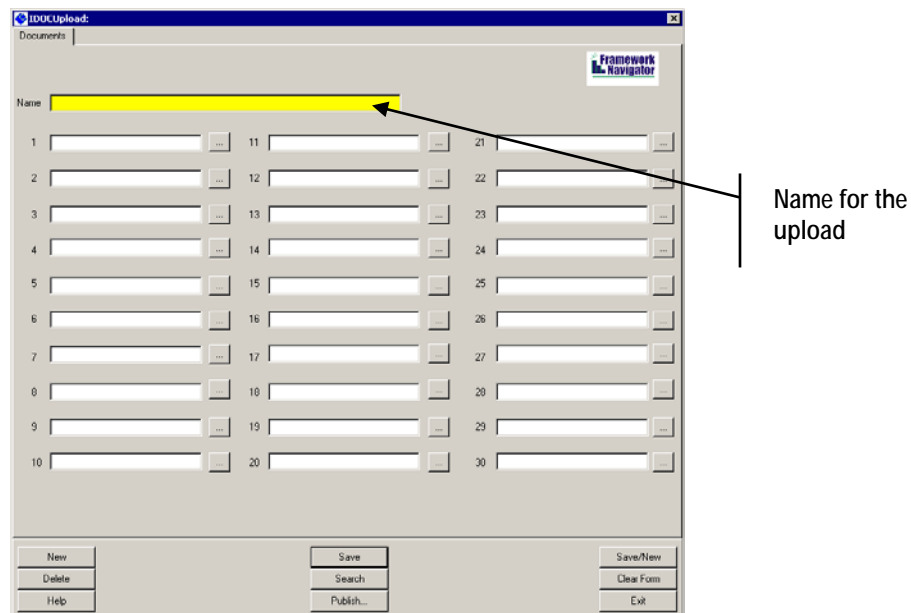 IDOCUpload:
Documents
Framework
Navigator
Name
1 ... 11 ... 21 ...
2 ... 12 ... 22 ...
3 ... 13 ... 23 ...
4 ... 14 ... 24 ...
5 ... 15 ... 25 ...
6 ... 16 ... 26 ...
7 ... 17 ... 27 ...
8 ... 18 ... 28 ...
9 ... 19 ... 29 ...
10 ... 20 ... 30 ...
Name for the
upload
New Save Save/New
Delete Search Clear Form
Help Publish... Exit